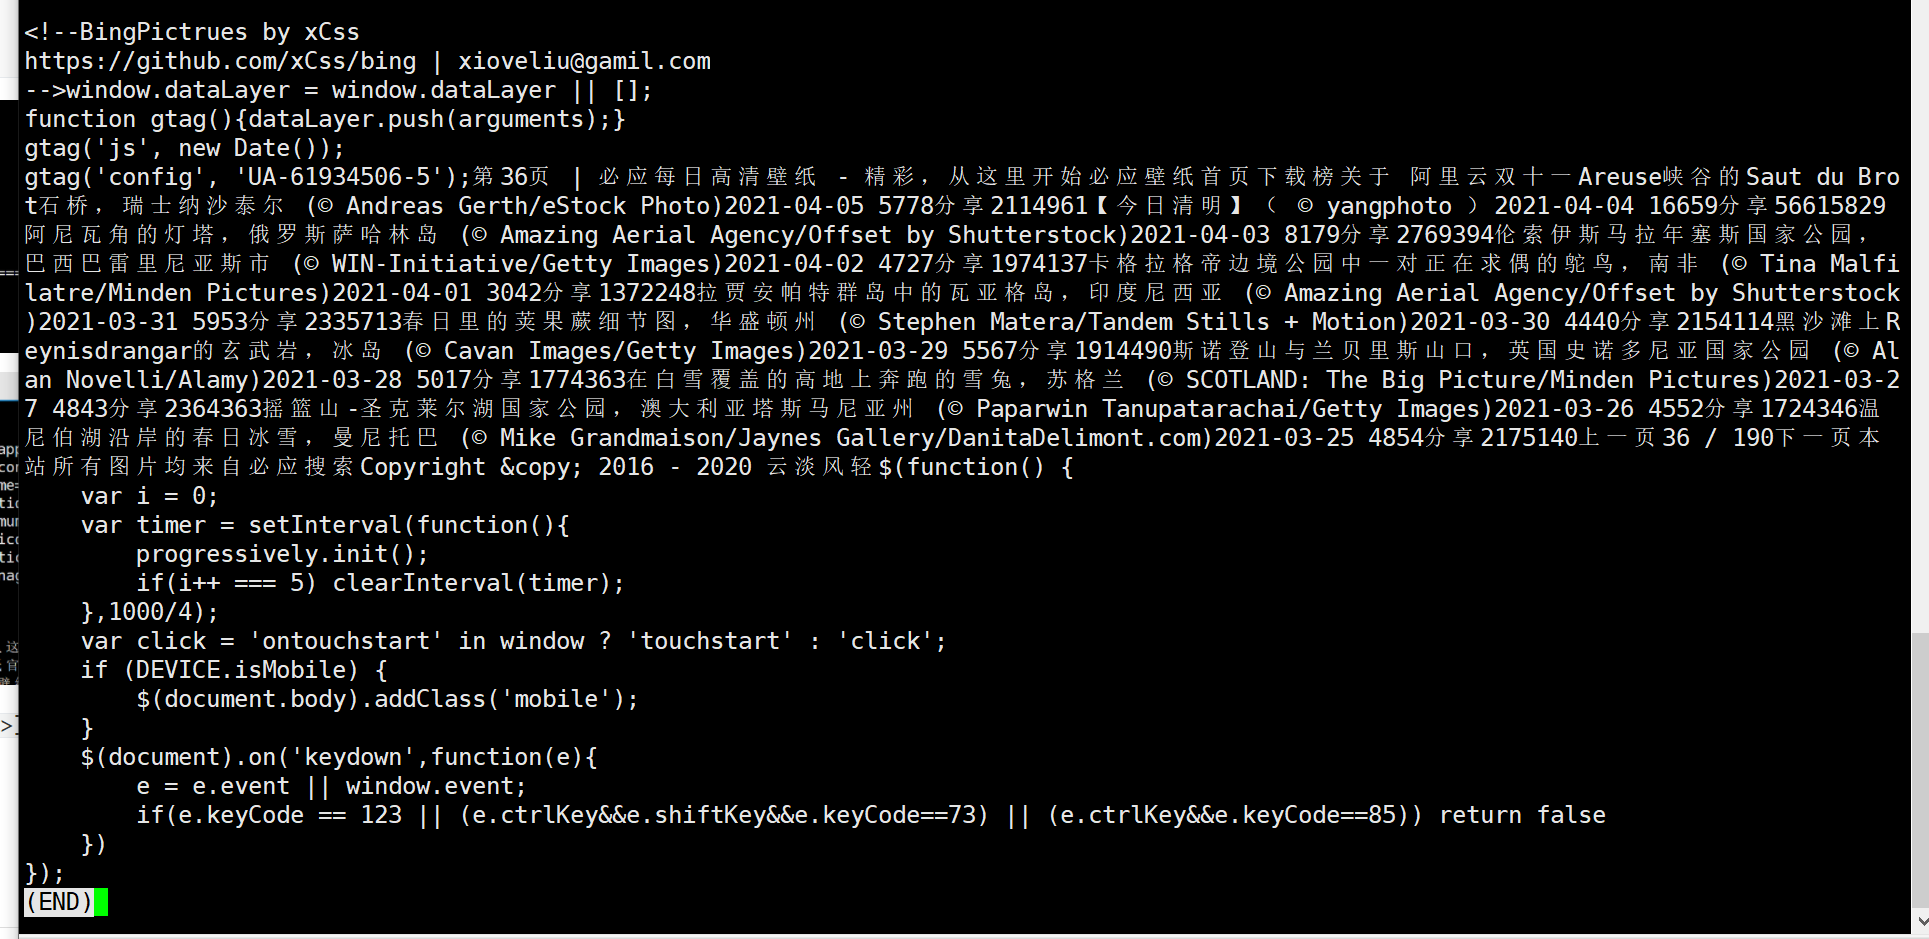 <!--BingPictrues by xCss
https://github.com/xCss/bing | xioveliu@gamil.com
-->window.dataLayer = window.dataLayer || [];
function gtag(){dataLayer.push(arguments);}
gtag('js', new Date());
gtag('config', 'UA-61934506-5');第36页 | 必应每日高清壁纸 - 精彩，从这里开始必应壁纸首页下载榜关于 阿里云双十一Areuse峡谷的Saut du Bro
t石桥，瑞士纳沙泰尔 (© Andreas Gerth/eStock Photo)2021-04-05 5778分享2114961【今日清明】（ © yangphoto ）2021-04-04 16659分享56615829
阿尼瓦角的灯塔，俄罗斯萨哈林岛 (© Amazing Aerial Agency/Offset by Shutterstock)2021-04-03 8179分享2769394伦索伊斯马拉年塞斯国家公园，
巴西巴雷里尼亚斯市 (© WIN-Initiative/Getty Images)2021-04-02 4727分享1974137卡格拉格帝边境公园中一对正在求偶的鸵鸟，南非 (© Tina Malfi
latre/Minden Pictures)2021-04-01 3042分享1372248拉贾安帕特群岛中的瓦亚格岛，印度尼西亚 (© Amazing Aerial Agency/Offset by Shutterstock
)2021-03-31 5953分享2335713春日里的荚果蕨细节图，华盛顿州 (© Stephen Matera/Tandem Stills + Motion)2021-03-30 4440分享2154114黑沙滩上R
eynisdrangar的玄武岩，冰岛 (© Cavan Images/Getty Images)2021-03-29 5567分享1914490斯诺登山与兰贝里斯山口，英国史诺多尼亚国家公园 (© Al
an Novelli/Alamy)2021-03-28 5017分享1774363在白雪覆盖的高地上奔跑的雪兔，苏格兰 (© SCOTLAND: The Big Picture/Minden Pictures)2021-03-2
7 4843分享2364363摇篮山-圣克莱尔湖国家公园，澳大利亚塔斯马尼亚州 (© Paparwin Tanupatarachai/Getty Images)2021-03-26 4552分享1724346温
尼伯湖沿岸的春日冰雪，曼尼托巴 (© Mike Grandmaison/Jaynes Gallery/DanitaDelimont.com)2021-03-25 4854分享2175140上一页36 / 190下一页本
站所有图片均来自必应搜索Copyright &copy; 2016 - 2020 云淡风轻$(function() {
    var i = 0;
    var timer = setInterval(function(){
        progressively.init();
        if(i++ === 5) clearInterval(timer);
    },1000/4);
    var click = 'ontouchstart' in window ? 'touchstart' : 'click';
    if (DEVICE.isMobile) {
        $(document.body).addClass('mobile');
    }
    $(document).on('keydown',function(e){
        e = e.event || window.event;
        if(e.keyCode == 123 || (e.ctrlKey&&e.shiftKey&&e.keyCode==73) || (e.ctrlKey&&e.keyCode==85)) return false
    })
});
(END)